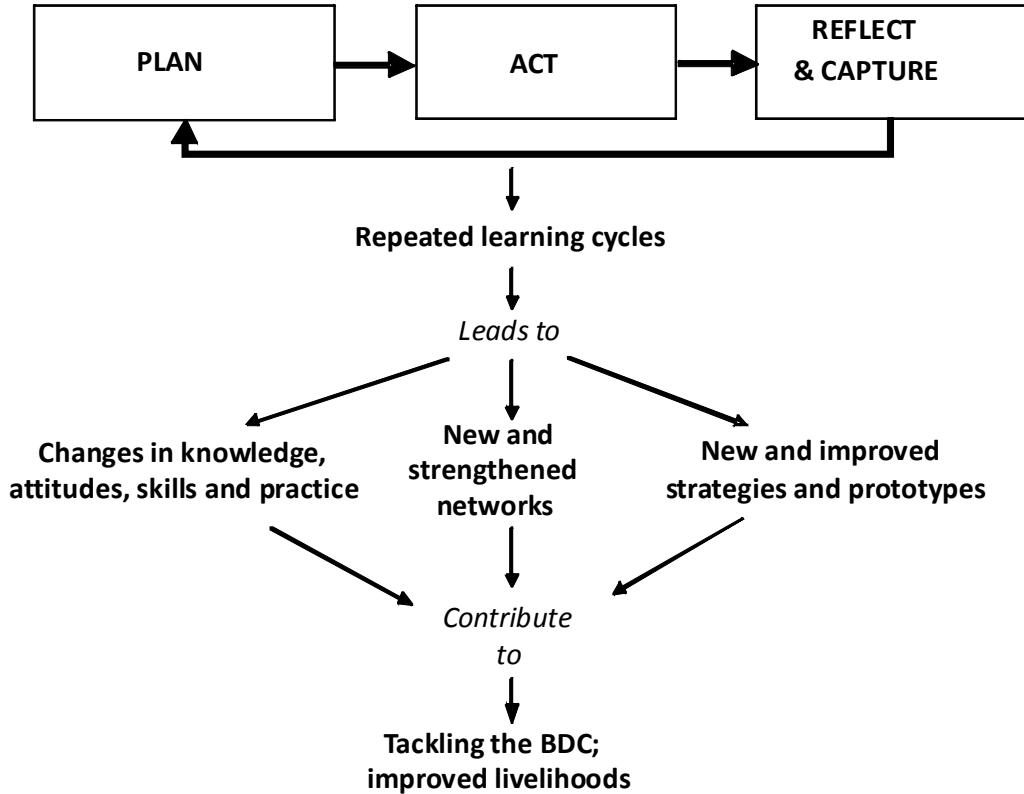 PLAN
ACT
REFLECT
& CAPTURE
Repeated learning cycles
Leads to
Changes in knowledge,
attitudes, skills and practice
New and
strengthened
networks
New and improved
strategies and prototypes
Contribute
to
Tackling the BDC;
improved livelihoods